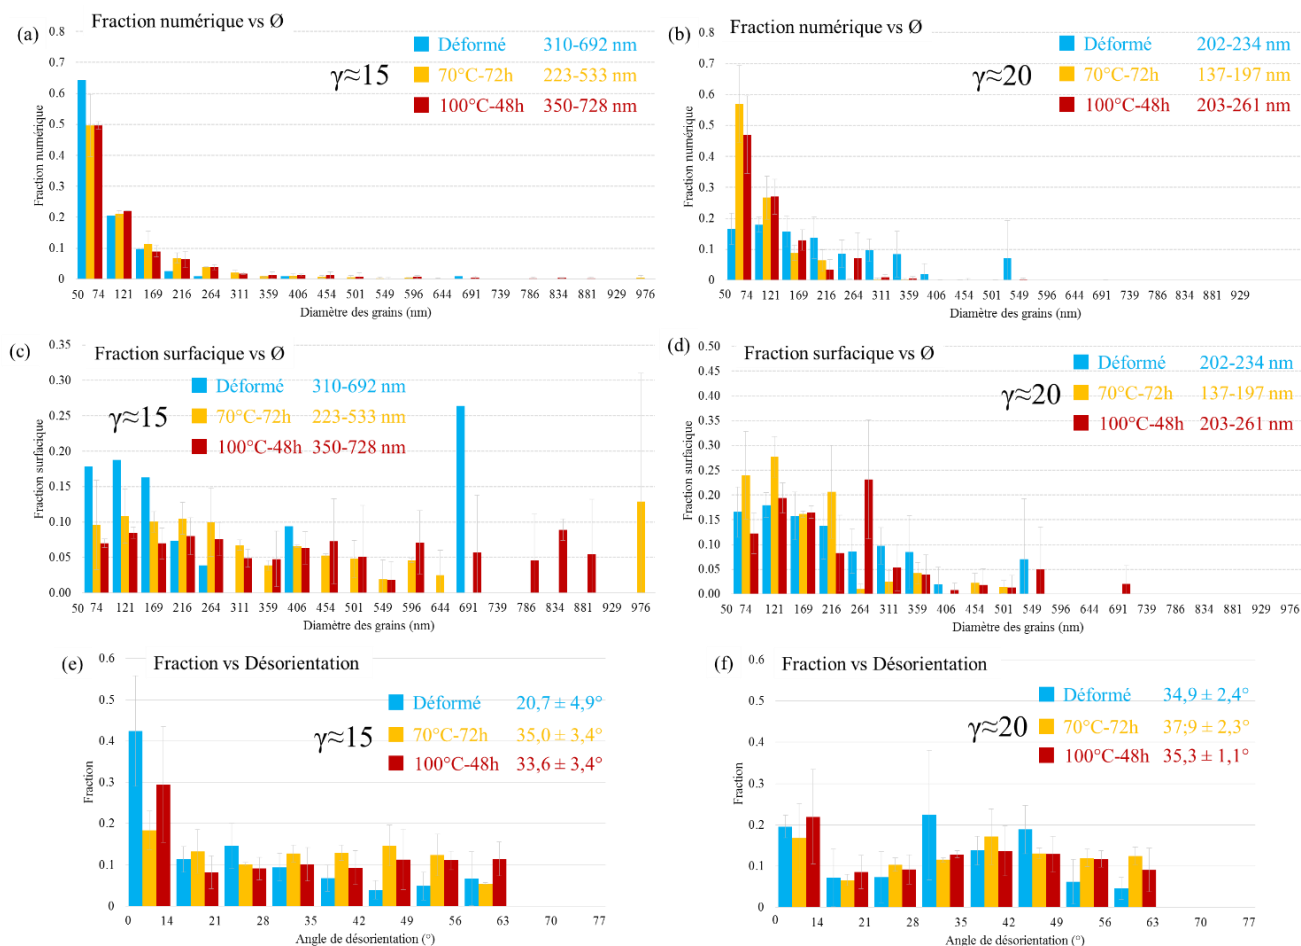 (a) Fraction numérique vs Ø
0.8
0.7
0.6
0.5
0.4
0.3
0.2
0.1
0
Fraction numérique
γ≈15
Déformé 310-692 nm
70°C-72h 223-533 nm
100°C-48h 350-728 nm
50 74 121 169 216 264 311 359 406 454 501 549 596 644 691 739 786 834 881 929 976
Diamètre des grains (nm)
(b) Fraction numérique vs Ø
0.8
0.7
0.6
0.5
0.4
0.3
0.2
0.1
0
Fraction numérique
γ≈20
Déformé 202-234 nm
70°C-72h 137-197 nm
100°C-48h 203-261 nm
50 74 121 169 216 264 311 359 406 454 501 549 596 644 691 739 786 834 881 929
Diamètre des grains (nm)
(c) Fraction surfacique vs Ø
0.35
0.30
0.25
0.20
0.15
0.10
0.05
0.00
Fraction surfacique
γ≈15
Déformé 310-692 nm
70°C-72h 223-533 nm
100°C-48h 350-728 nm
50 74 121 169 216 264 311 359 406 454 501 549 596 644 691 739 786 834 881 929 976
Diamètre des grains (nm)
(d) Fraction surfacique vs Ø
0.50
0.45
0.40
0.35
0.30
0.25
0.20
0.15
0.10
0.05
0.00
Fraction surfacique
γ≈20
Déformé 202-234 nm
70°C-72h 137-197 nm
100°C-48h 203-261 nm
50 74 121 169 216 264 311 359 406 454 501 549 596 644 691 739 786 834 881 929 976
Diamètre des grains (nm)
(e) Fraction vs Désorientation
0.6
0.5
0.4
0.3
0.2
0.1
0
Fraction
γ≈15
Déformé 20,7 ± 4,9°
70°C-72h 35,0 ± 3,4°
100°C-48h 33,6 ± 3,4°
0 14 21 28 35 42 49 56 63 70 77
Angle de désorientation (°)
(f) Fraction vs Désorientation
0.6
0.5
0.4
0.3
0.2
0.1
0
Fraction
γ≈20
Déformé 34,9 ± 2,4°
70°C-72h 37,9 ± 2,3°
100°C-48h 35,3 ± 1,1°
0 14 21 28 35 42 49 56 63 70 77
Angle de désorientation (°)